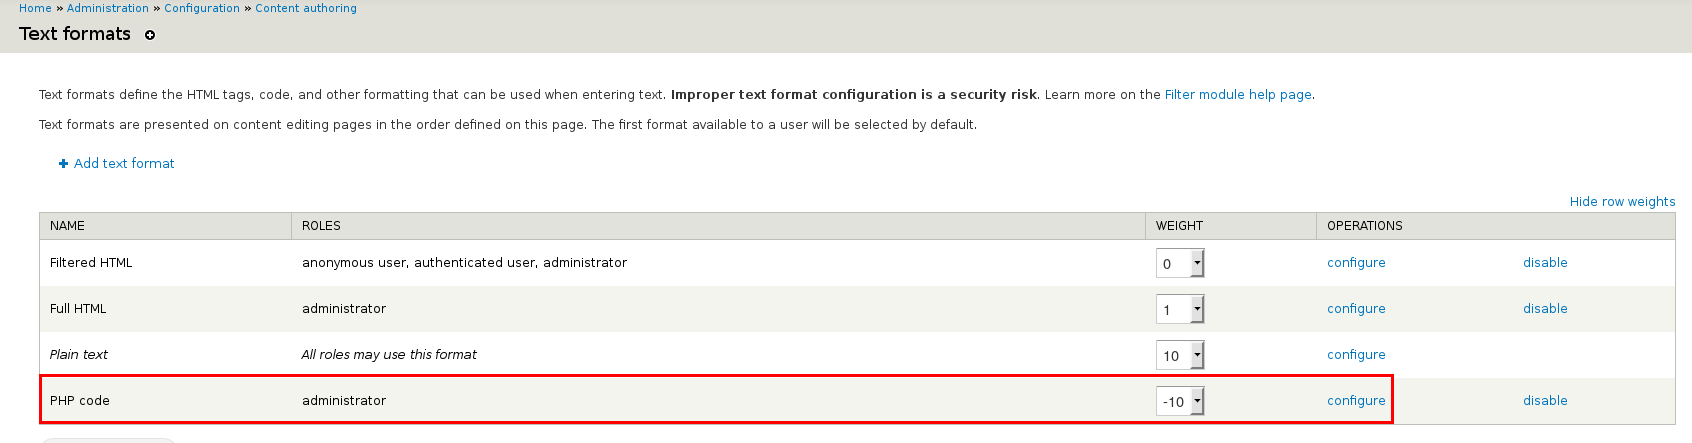 Home » Administration » Configuration » Content authoring
Text formats
Text formats define the HTML tags, code, and other formatting that can be used when entering text. Improper text format configuration is a security risk. Learn more on the Filter module help page.
Text formats are presented on content editing pages in the order defined on this page. The first format available to a user will be selected by default.
Add text format
Hide row weights
NAME ROLES WEIGHT OPERATIONS
Filtered HTML anonymous user, authenticated user, administrator 0 configure disable
Full HTML administrator 1 configure disable
Plain text All roles may use this format 10 configure
PHP code administrator -10 configure disable